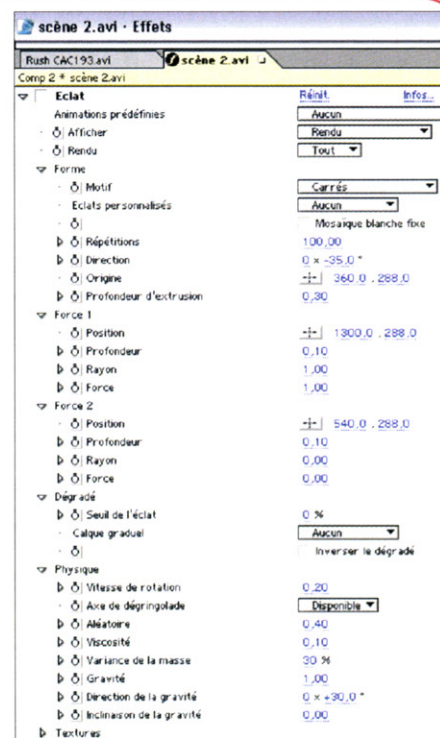 scène 2.avi · Effets
Rush CAC193.avi scène 2.avi
Comp 2 * scène 2.avi
Eclat Réinit. Infos...
Animations prédéfinies Aucun
Afficher Rendu
Rendu Tout
Forme
Motif Carrés
Eclats personnalisés Aucun
Mosaïque blanche fixe
Répétitions 100,00
Direction 0 x -35,0 °
Origine 360,0 , 288,0
Profondeur d'extrusion 0,30
Force 1
Position 1300,0 , 288,0
Profondeur 0,10
Rayon 1,00
Force 1,00
Force 2
Position 540,0 , 288,0
Profondeur 0,10
Rayon 0,00
Force 0,00
Dégradé
Seuil de l'éclat 0 %
Calque graduel Aucun
Inverser le dégradé
Physique
Vitesse de rotation 0,20
Axe de dégringolade Disponible
Aléatoire 0,40
Viscosité 0,10
Variance de la masse 30 %
Gravité 1,00
Direction de la gravité 0 x +30,0 °
Inclinaison de la gravité 0,00
Textures